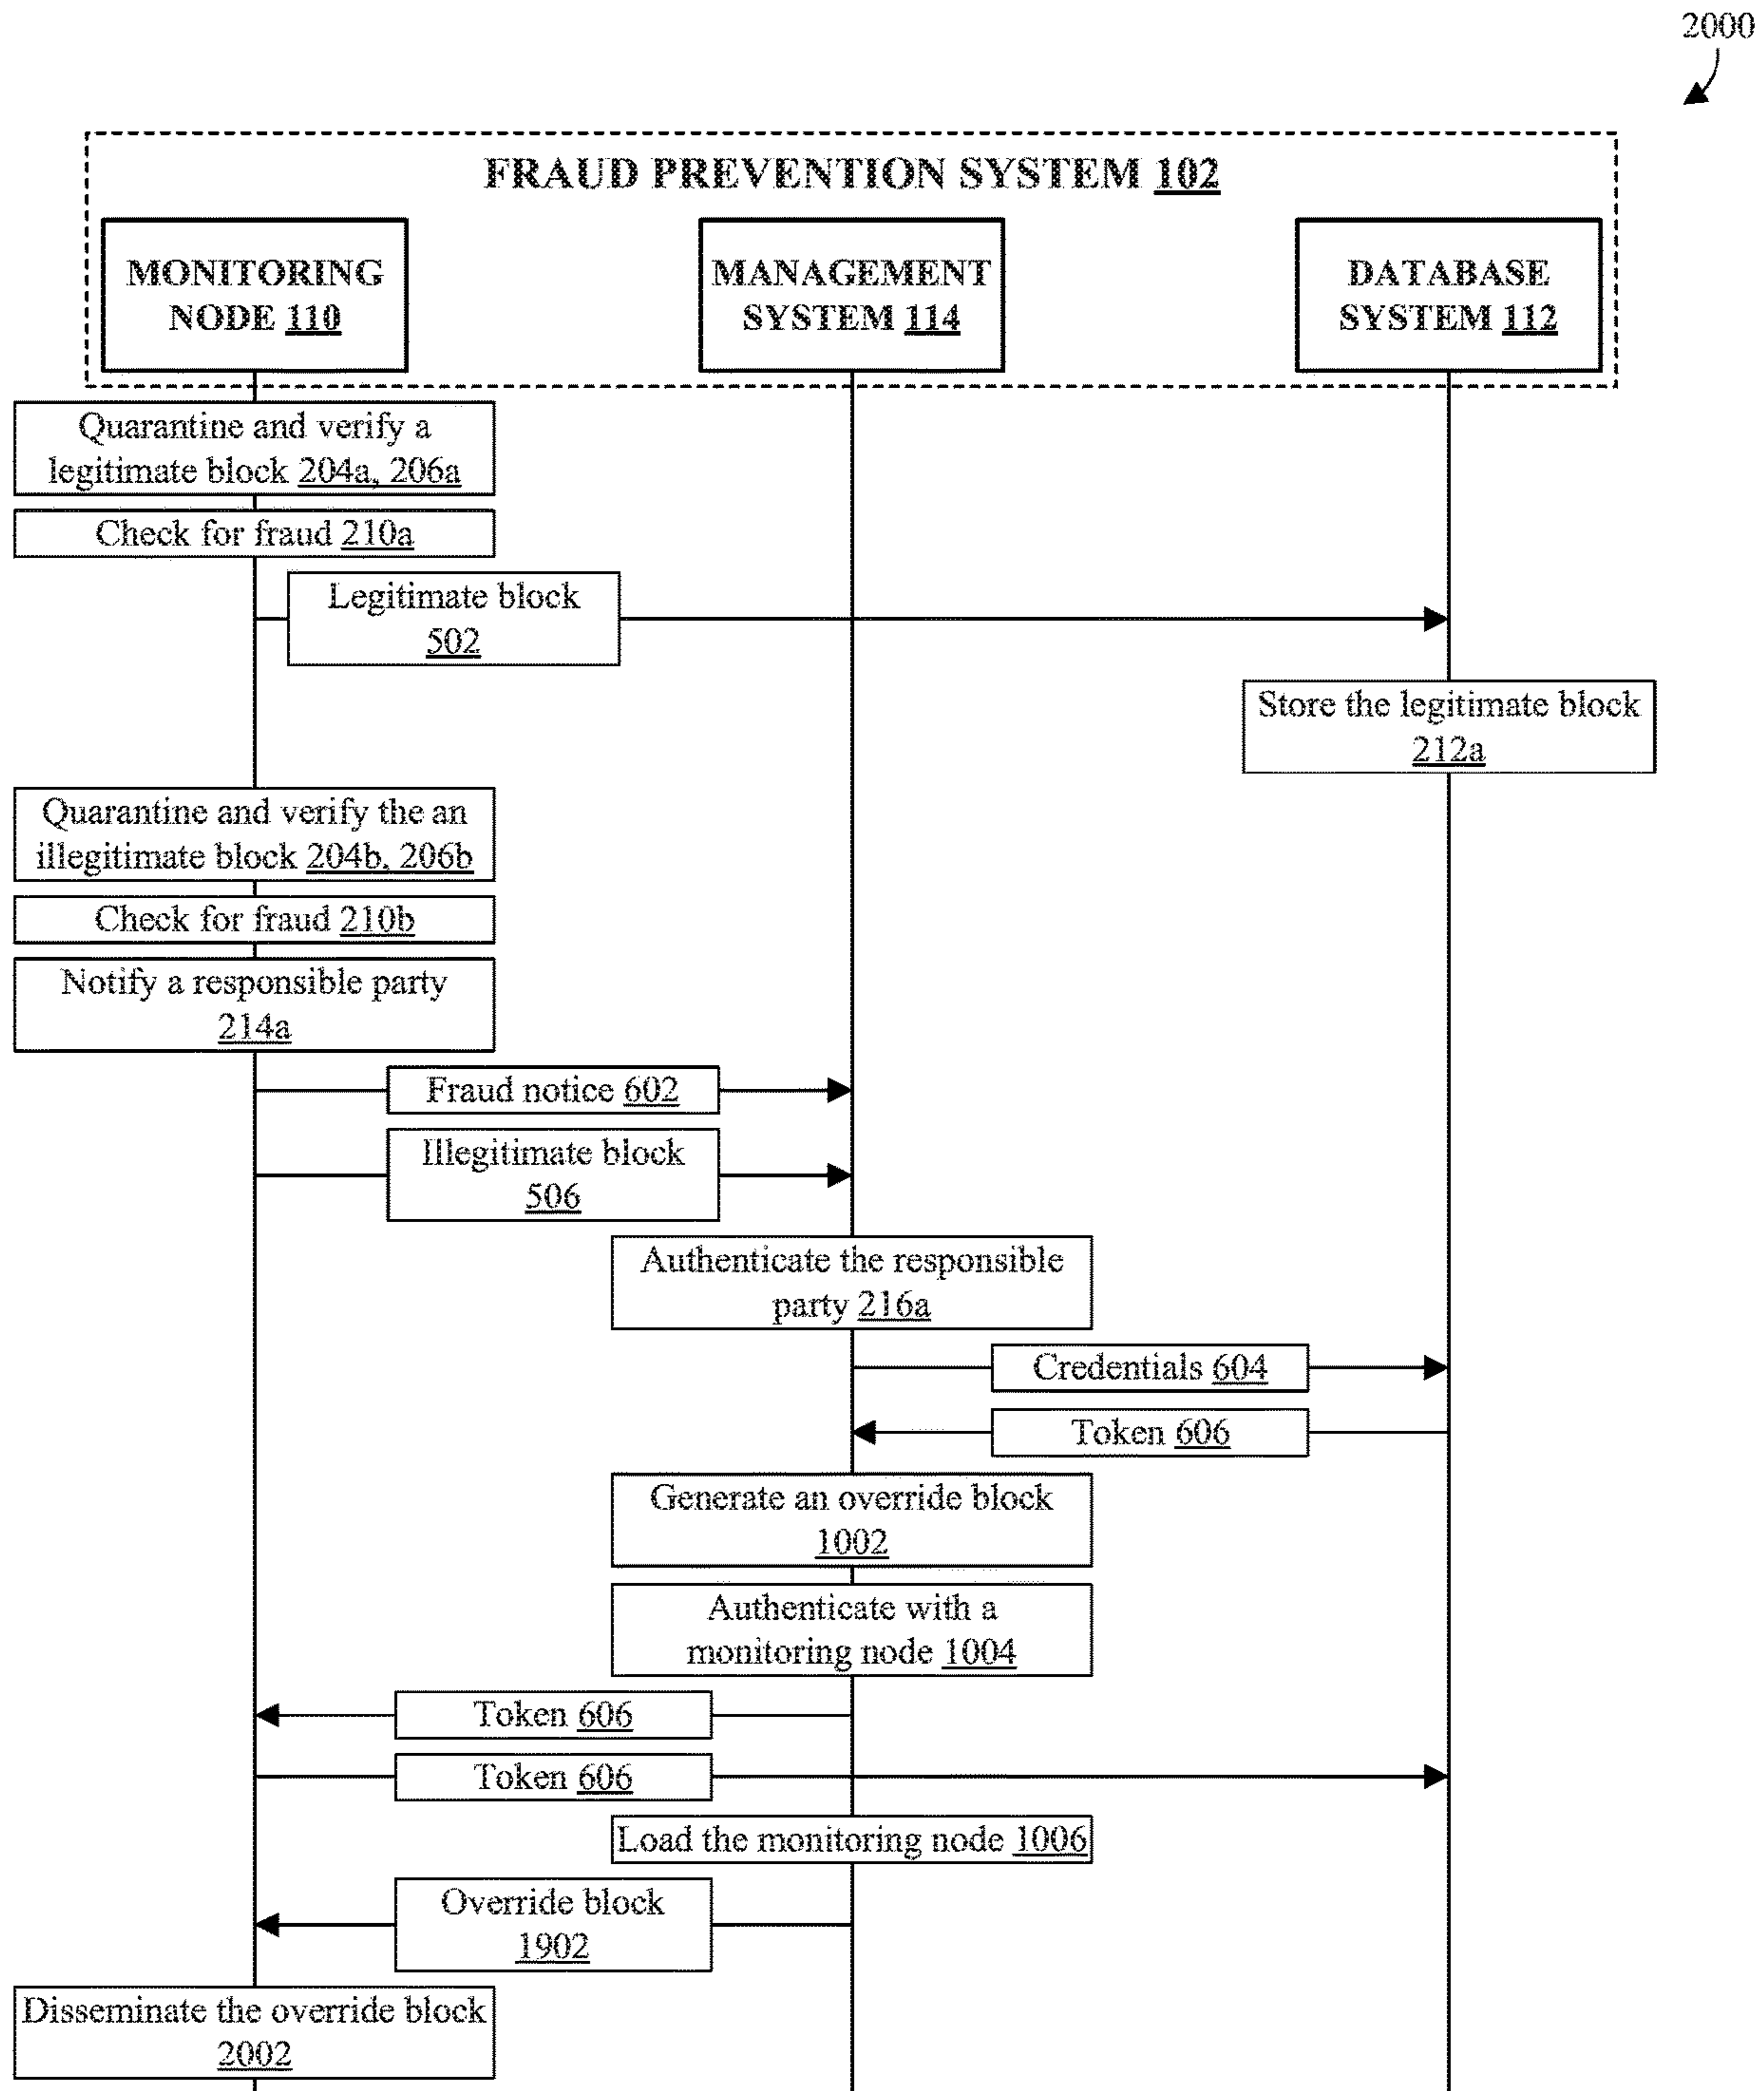 2000
FRAUD PREVENTION SYSTEM 102
MONITORING
NODE 110
MANAGEMENT
SYSTEM 114
DATABASE
SYSTEM 112
Quarantine and verify a
legitimate block 204a, 206a
Check for fraud 210a
Legitimate block
502
Store the legitimate block
212a
Quarantine and verify the an
illegitimate block 204b, 206b
Check for fraud 210b
Notify a responsible party
214a
Fraud notice 602
Illegitimate block
506
Authenticate the responsible
party 216a
Credentials 604
Token 606
Generate an override block
1002
Authenticate with a
monitoring node 1004
Token 606
Token 606
Load the monitoring node 1006
Override block
1902
Disseminate the override block
2002